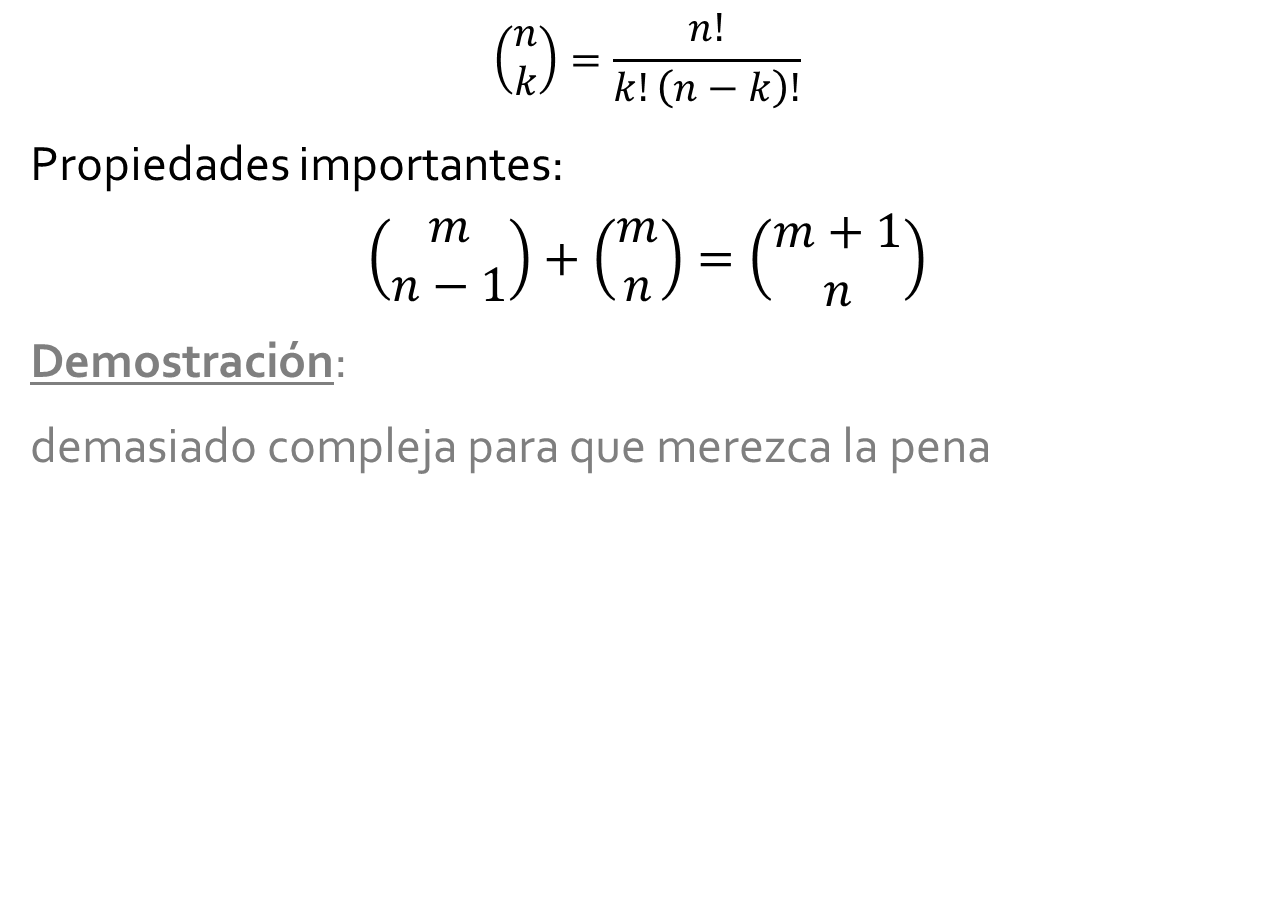 (n k) = n! / k! (n − k)!
Propiedades importantes:
(m n − 1) + (m n) = (m + 1 n)
Demostración:
demasiado compleja para que merezca la pena